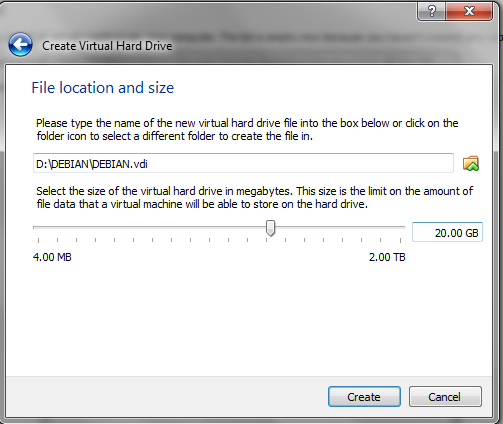 Create Virtual Hard Drive
File location and size
Please type the name of the new virtual hard drive file into the box below or click on the
folder icon to select a different folder to create the file in.
D:\DEBIAN\DEBIAN.vdi
Select the size of the virtual hard drive in megabytes. This size is the limit on the amount of
file data that a virtual machine will be able to store on the hard drive.
20.00 GB
4.00 MB 2.00 TB
Create Cancel